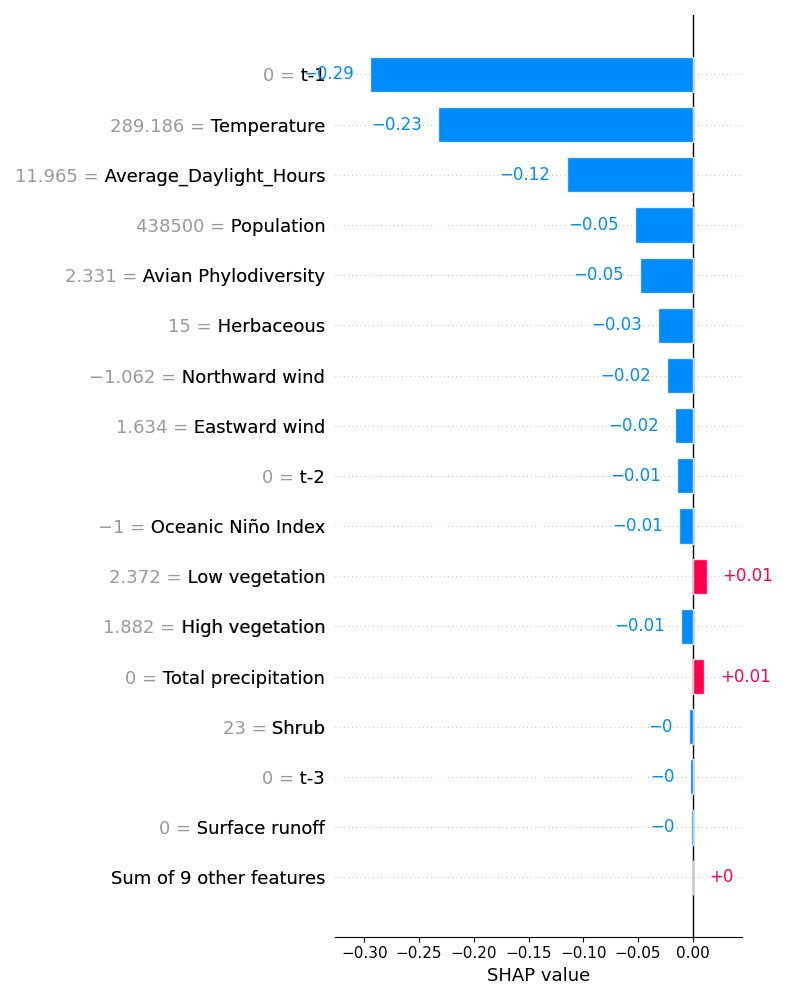 0 = t-1 −0.29
289.186 = Temperature −0.23
11.965 = Average_Daylight_Hours −0.12
438500 = Population −0.05
2.331 = Avian Phylodiversity −0.05
15 = Herbaceous −0.03
−1.062 = Northward wind −0.02
1.634 = Eastward wind −0.02
0 = t-2 −0.01
−1 = Oceanic Niño Index −0.01
2.372 = Low vegetation +0.01
1.882 = High vegetation −0.01
0 = Total precipitation +0.01
23 = Shrub −0
0 = t-3 −0
0 = Surface runoff −0
Sum of 9 other features +0
−0.30 −0.25 −0.20 −0.15 −0.10 −0.05 0.00
SHAP value